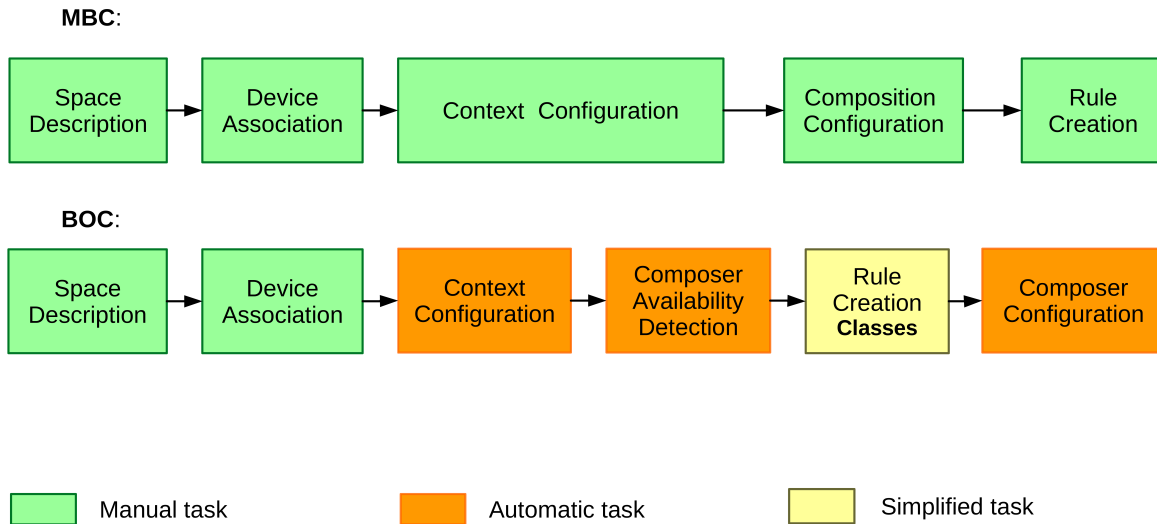 MBC:
Space
Description
Device
Association
Context Configuration
Composition
Configuration
Rule
Creation
BOC:
Space
Description
Device
Association
Context
Configuration
Composer
Availability
Detection
Rule
Creation
Classes
Composer
Configuration
Manual task
Automatic task
Simplified task